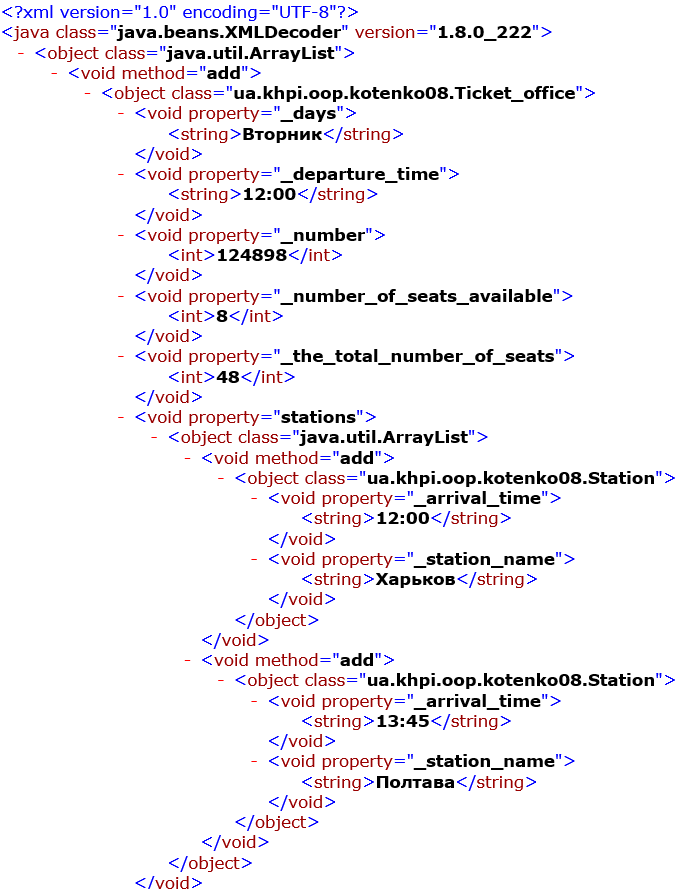 <?xml version="1.0" encoding="UTF-8"?>
<java class="java.beans.XMLDecoder" version="1.8.0_222">
- <object class="java.util.ArrayList">
- <void method="add">
- <object class="ua.khpi.oop.kotenko08.Ticket_office">
- <void property="_days">
<string>Вторник</string>
</void>
- <void property="_departure_time">
<string>12:00</string>
</void>
- <void property="_number">
<int>124898</int>
</void>
- <void property="_number_of_seats_available">
<int>8</int>
</void>
- <void property="_the_total_number_of_seats">
<int>48</int>
</void>
- <void property="stations">
- <object class="java.util.ArrayList">
- <void method="add">
- <object class="ua.khpi.oop.kotenko08.Station">
- <void property="_arrival_time">
<string>12:00</string>
</void>
- <void property="_station_name">
<string>Харьков</string>
</void>
</object>
</void>
- <void method="add">
- <object class="ua.khpi.oop.kotenko08.Station">
- <void property="_arrival_time">
<string>13:45</string>
</void>
- <void property="_station_name">
<string>Полтава</string>
</void>
</object>
</void>
</object>
</void>